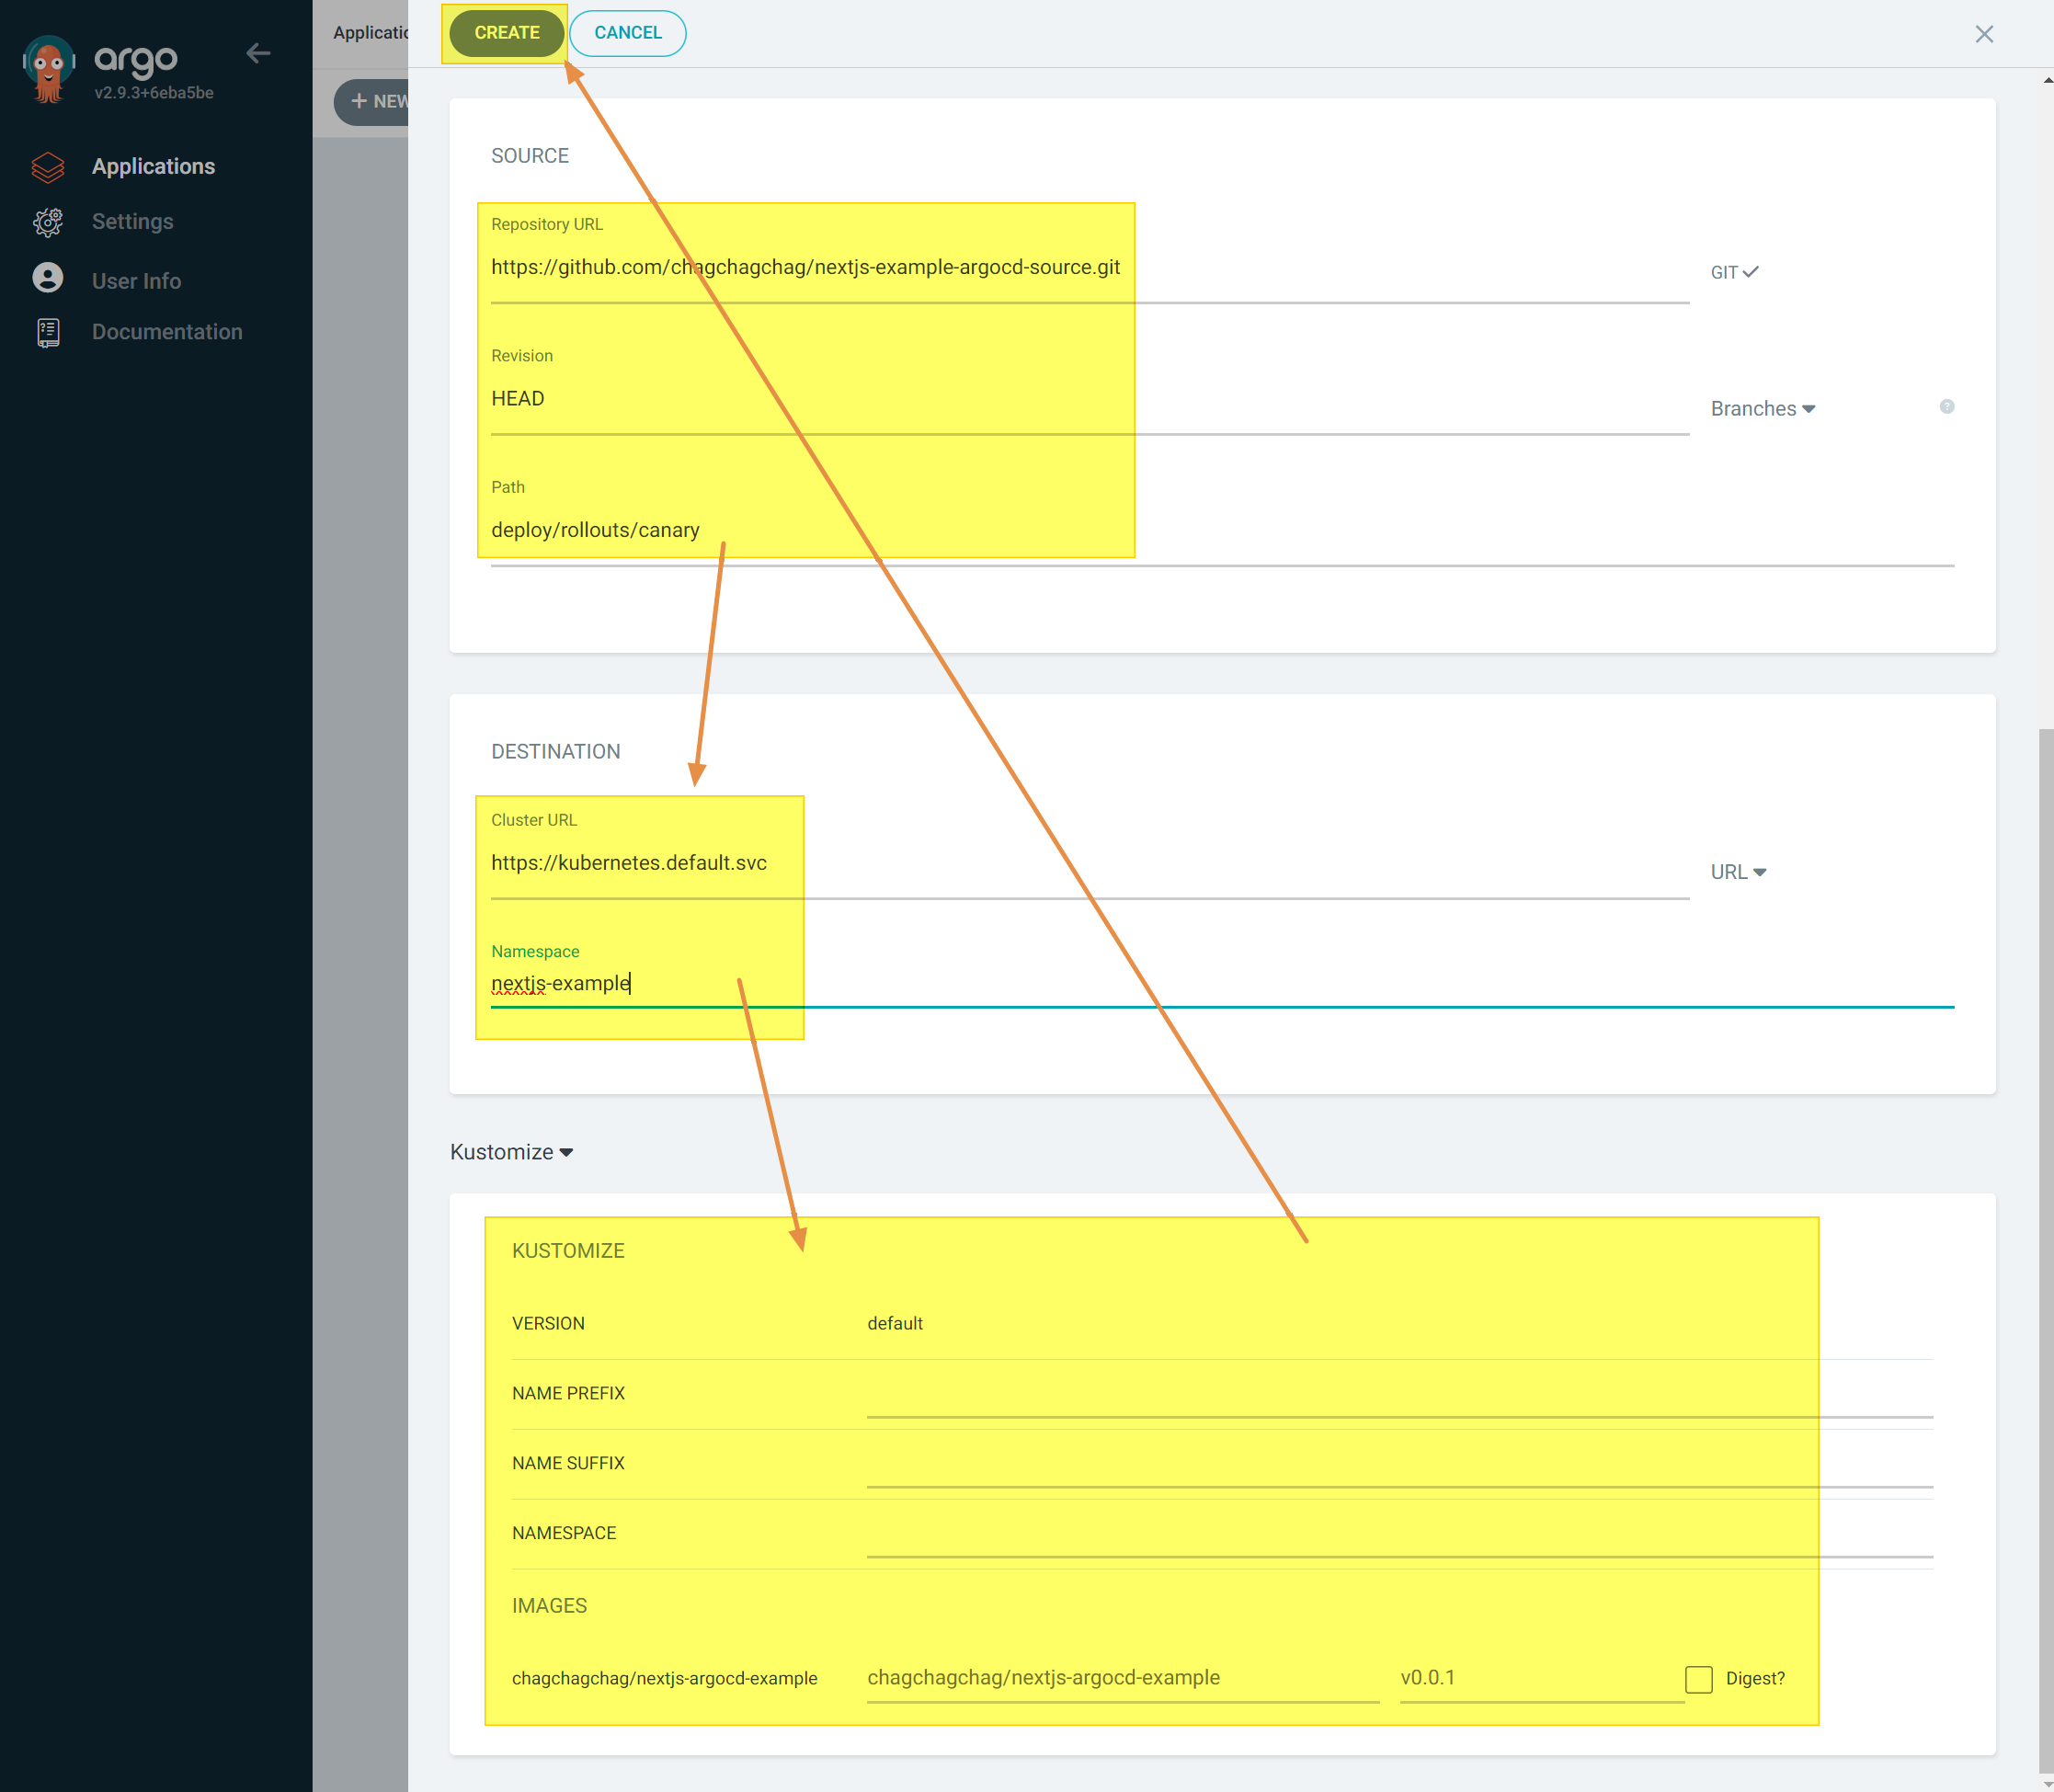 argo
v2.9.3+6eba5be
Applications
Settings
User Info
Documentation
+ NEW
CREATE
CANCEL
SOURCE
Repository URL
https://github.com/chagchagchag/nextjs-example-argocd-source.git
GIT
Revision
HEAD
Branches
?
Path
deploy/rollouts/canary
DESTINATION
Cluster URL
https://kubernetes.default.svc
URL
Namespace
nextjs-example
Kustomize
KUSTOMIZE
VERSION
default
NAME PREFIX
NAME SUFFIX
NAMESPACE
IMAGES
chagchagchag/nextjs-argocd-example
chagchagchag/nextjs-argocd-example
v0.0.1
Digest?